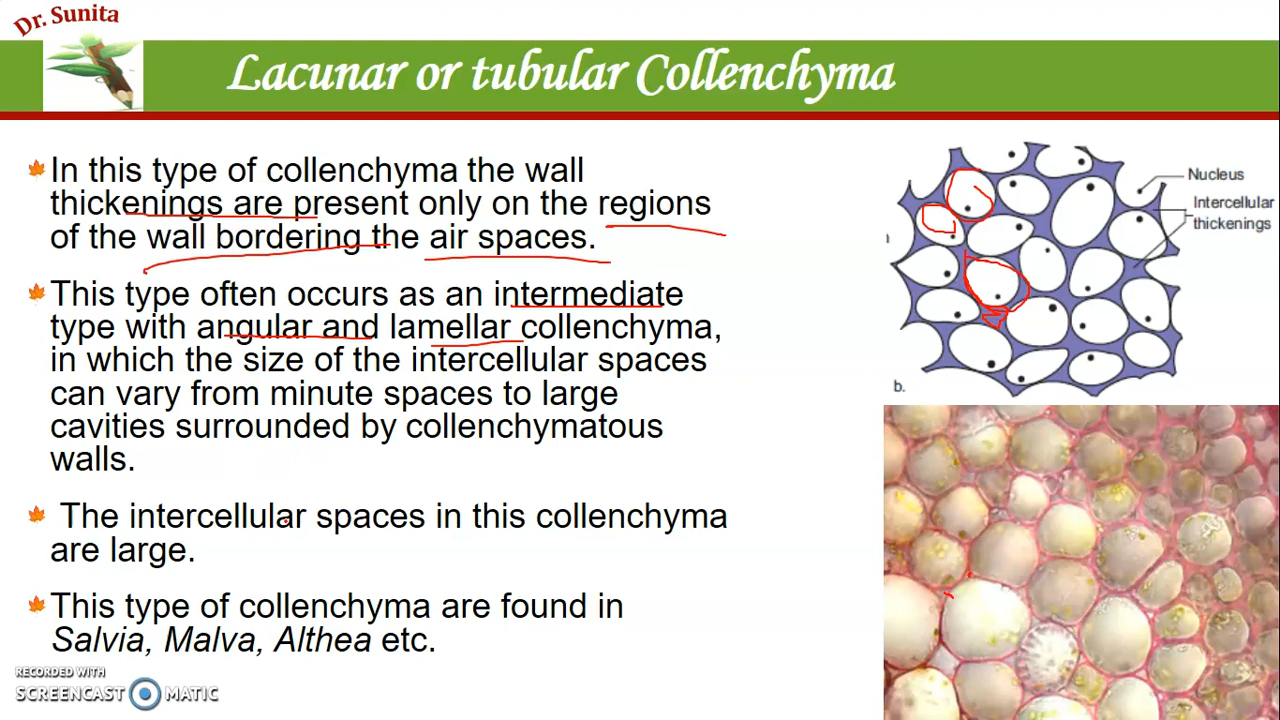 Dr. Sunita
Lacunar or tubular Collenchyma
In this type of collenchyma the wall
thickenings are present only on the regions
of the wall bordering the air spaces.
This type often occurs as an intermediate
type with angular and lamellar collenchyma,
in which the size of the intercellular spaces
can vary from minute spaces to large
cavities surrounded by collenchymatous
walls.
The intercellular spaces in this collenchyma
are large.
This type of collenchyma are found in
Salvia, Malva, Althea etc.
Nucleus
Intercellular
thickenings
b.
RECORDED WITH
SCREENCAST MATIC